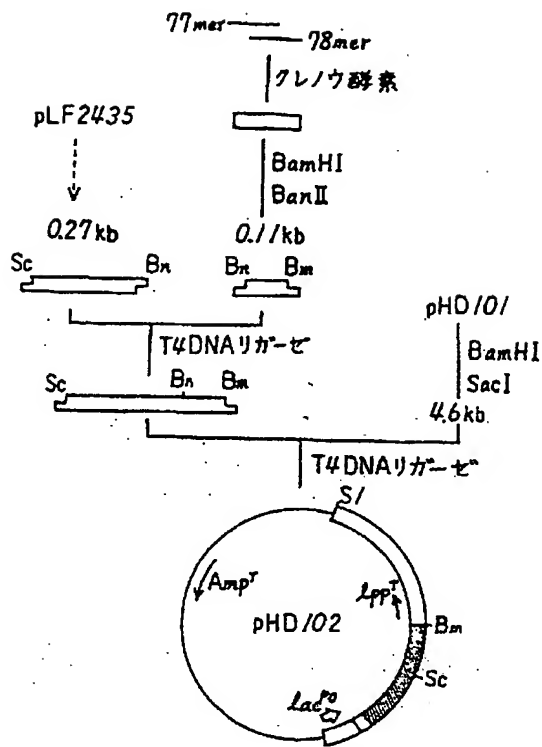 77mer
78mer
クレノウ酵素
pLF2435
BamHI
BanII
0.27kb
0.11kb
Sc Bn
Bn Bm
pHD101
T4DNAリガーゼ
BamHI
SacI
Sc Bn Bm
4.6kb
T4DNAリガーゼ
Sl
Ampr
lppT
pHD102
Bm
Sc
lacPO